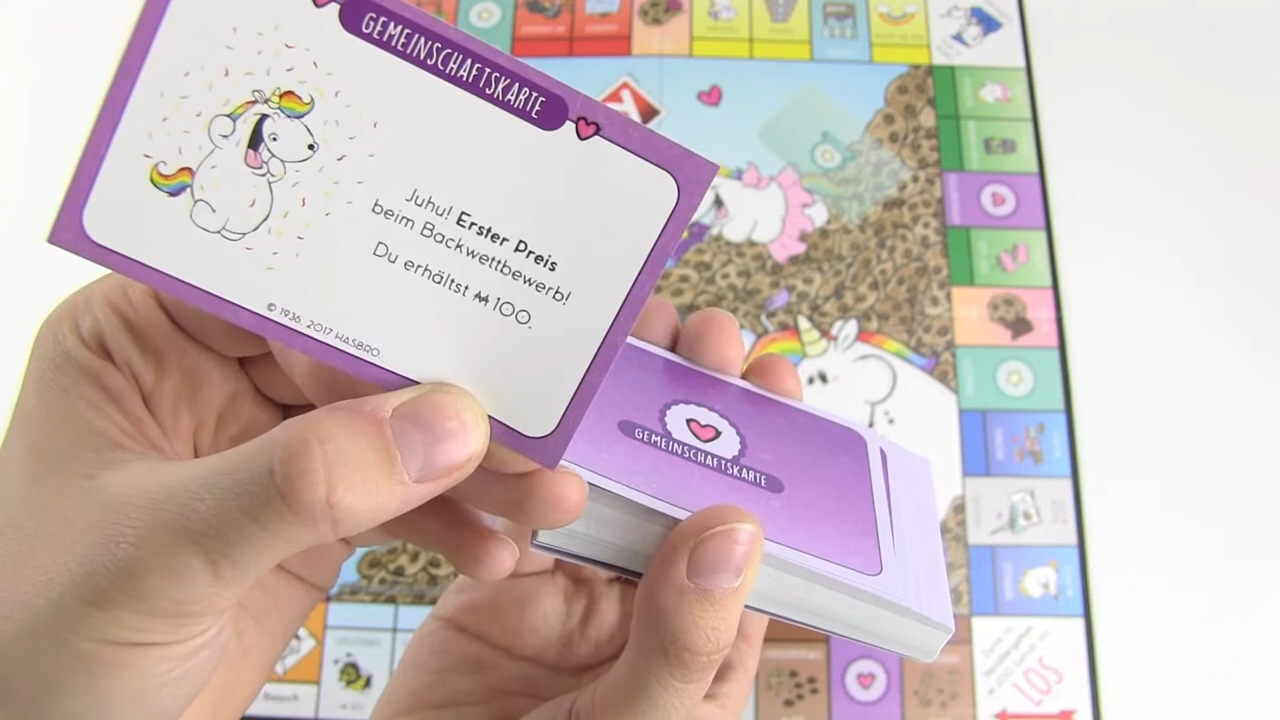 GEMEINSCHAFTSKARTE
Juhu! Erster Preis
beim Backwettbewerb!
Du erhältst ₩100.
© 1936, 2017 HASBRO.
GEMEINSCHAFTSKARTE
LOS